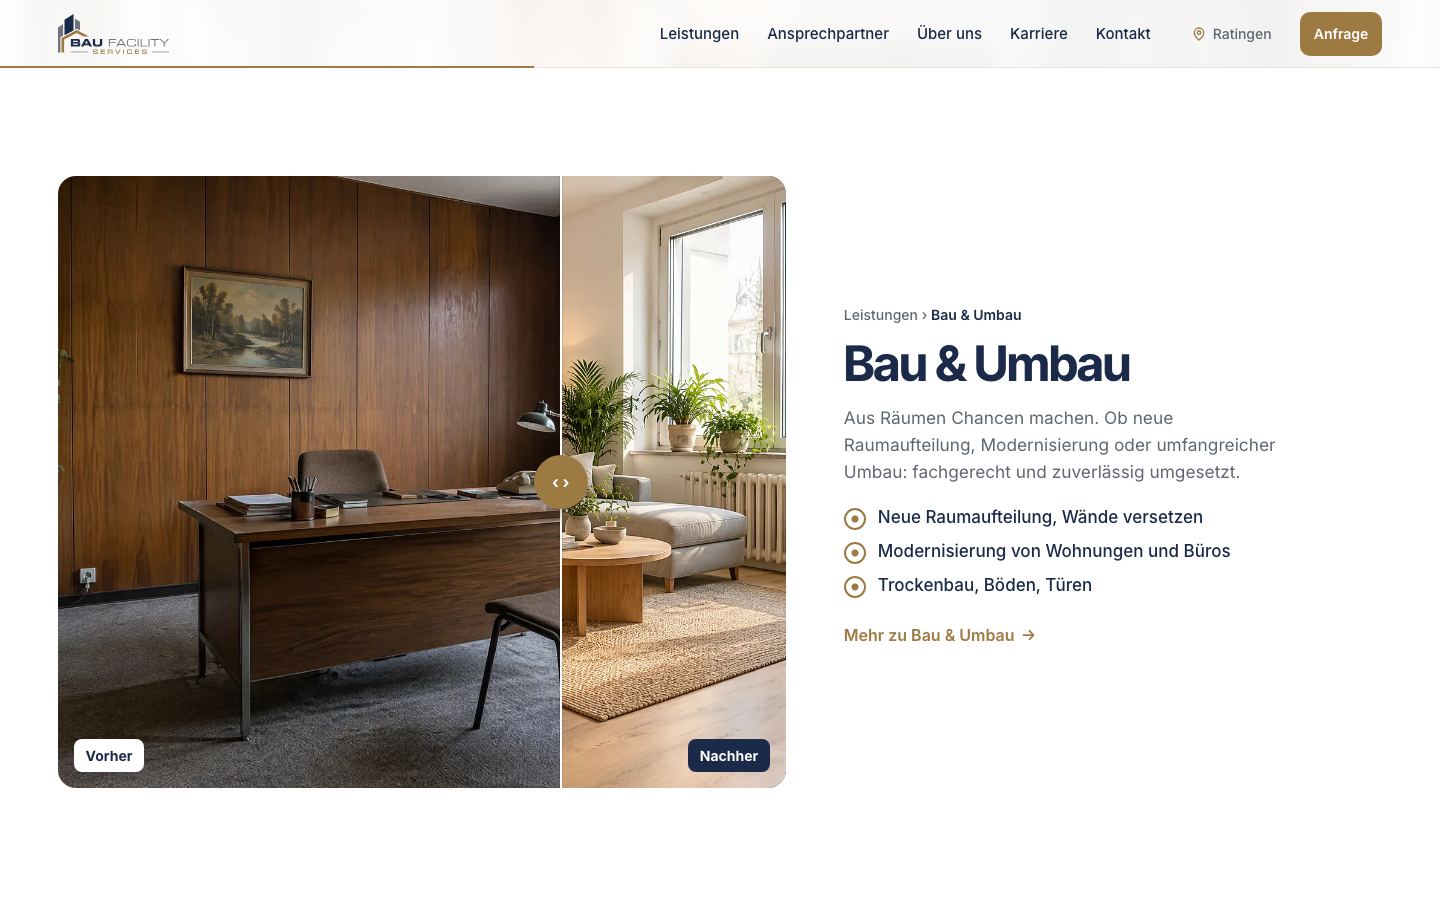 BAU FACILITY
SERVICES
Leistungen
Ansprechpartner
Über uns
Karriere
Kontakt
Ratingen
Anfrage
Vorher
Nachher
Leistungen › Bau & Umbau
Bau & Umbau
Aus Räumen Chancen machen. Ob neue
Raumaufteilung, Modernisierung oder umfangreicher
Umbau: fachgerecht und zuverlässig umgesetzt.
Neue Raumaufteilung, Wände versetzen
Modernisierung von Wohnungen und Büros
Trockenbau, Böden, Türen
Mehr zu Bau & Umbau →